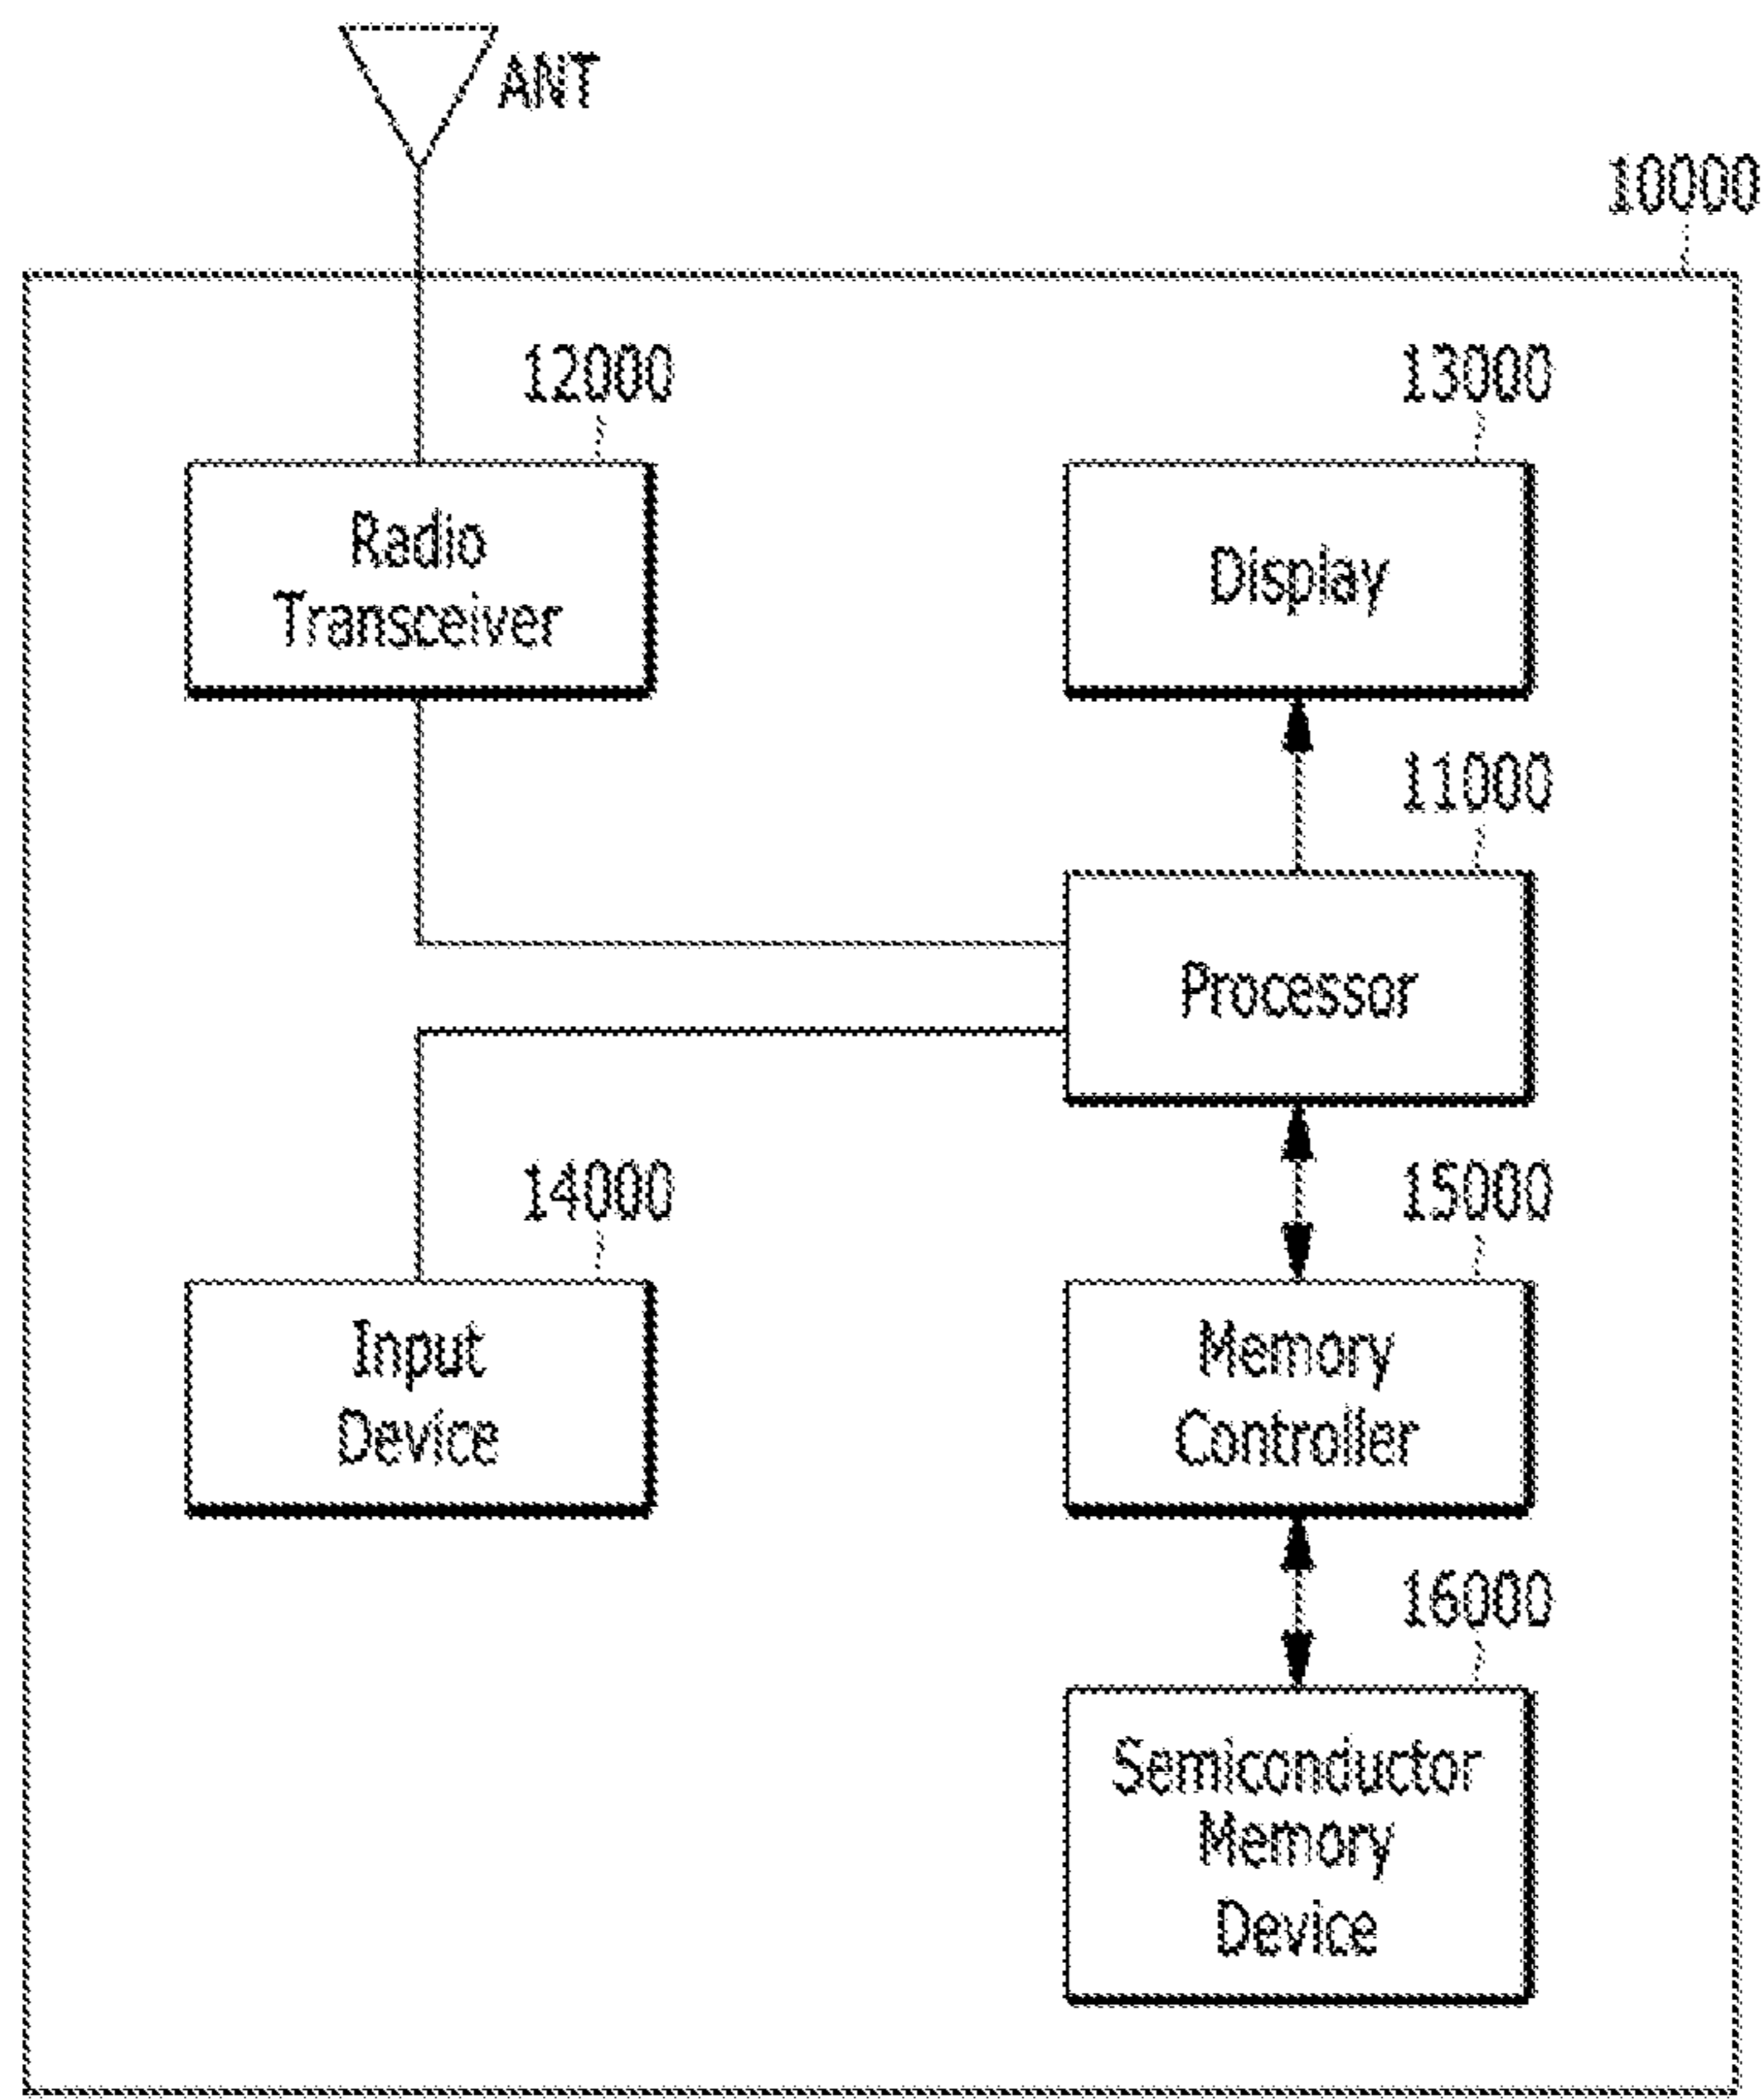 ANT
10000
12000
13000
Radio
Transceiver
Display
11000
Processor
14000
15000
Input
Device
Memory
Controller
16000
Semiconductor
Memory
Device